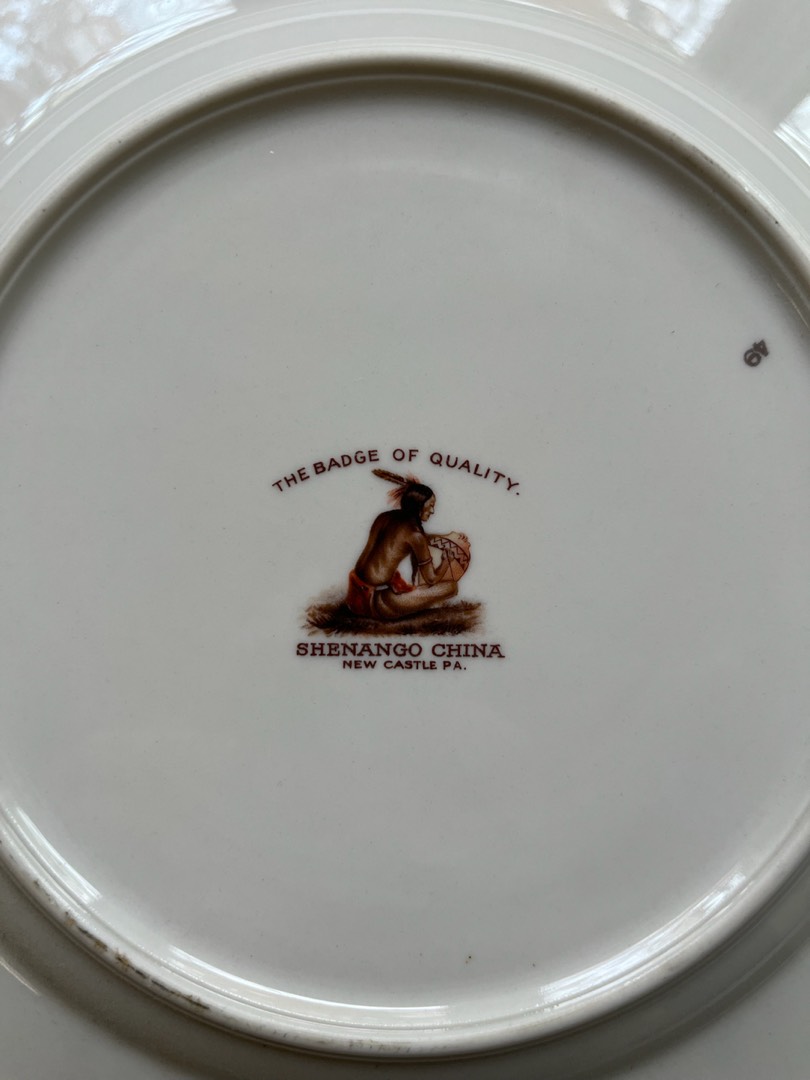 THE BADGE OF QUALITY.
SHENANGO CHINA
NEW CASTLE PA.
49